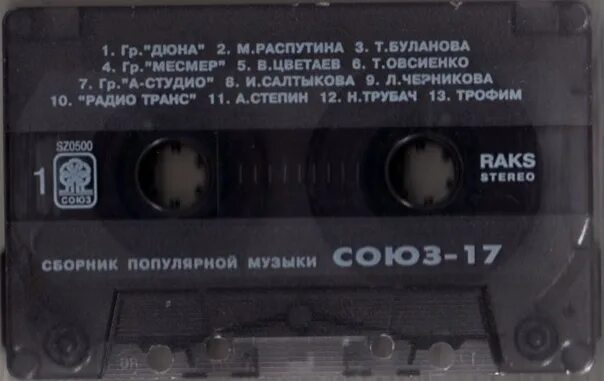 1. Гр."ДЮНА" 2. М.РАСПУТИНА 3. Т.БУЛАНОВА
4. Гр."МЕСМЕР" 5. В.ЦВЕТАЕВ 6. Т.ОВСИЕНКО
7. Гр."А-СТУДИО" 8. И.САЛТЫКОВА 9. Л.ЧЕРНИКОВА
10. "РАДИО ТРАНС" 11. А.СТЕПИН 12. Н.ТРУБАЧ 13. ТРОФИМ
SZ0500
1
СОЮЗ
RAKS
STEREO
СБОРНИК ПОПУЛЯРНОЙ МУЗЫКИ СОЮЗ-17